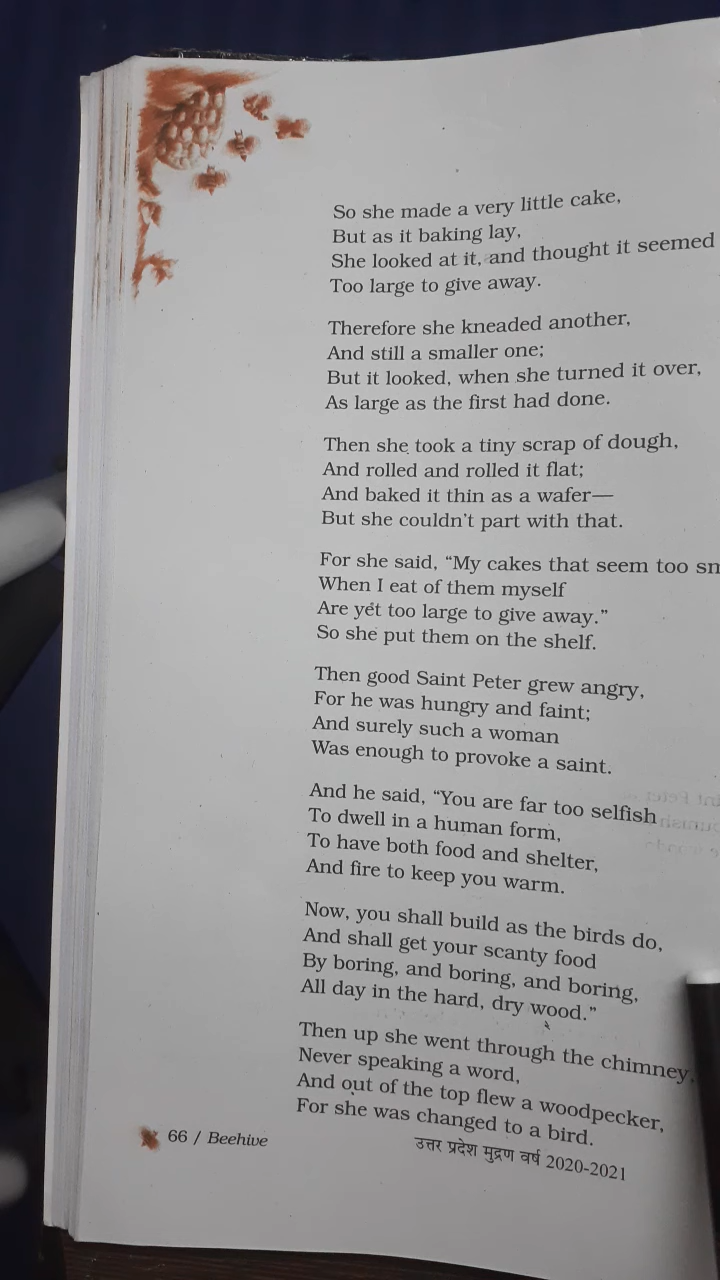 So she made a very little cake,
But as it baking lay,
She looked at it, and thought it seemed
Too large to give away.
Therefore she kneaded another,
And still a smaller one;
But it looked, when she turned it over,
As large as the first had done.
Then she took a tiny scrap of dough,
And rolled and rolled it flat;
And baked it thin as a wafer—
But she couldn't part with that.
For she said, “My cakes that seem too
When I eat of them myself
Are yet too large to give away.”
So she put them on the shelf.
Then good Saint Peter grew angry,
For he was hungry and faint;
And surely such a woman
Was enough to provoke a saint.
And he said, “You are far too selfish
To dwell in a human form,
To have both food and shelter,
And fire to keep you warm.
Now, you shall build as the birds do,
And shall get your scanty food
By boring, and boring, and boring,
All day in the hard, dry wood.”
Then up she went through the chimney,
Never speaking a word,
And out of the top flew a woodpecker,
For she was changed to a bird.
66 / Beehive
उत्तर प्रदेश मुद्रण वर्ष 2020-2021